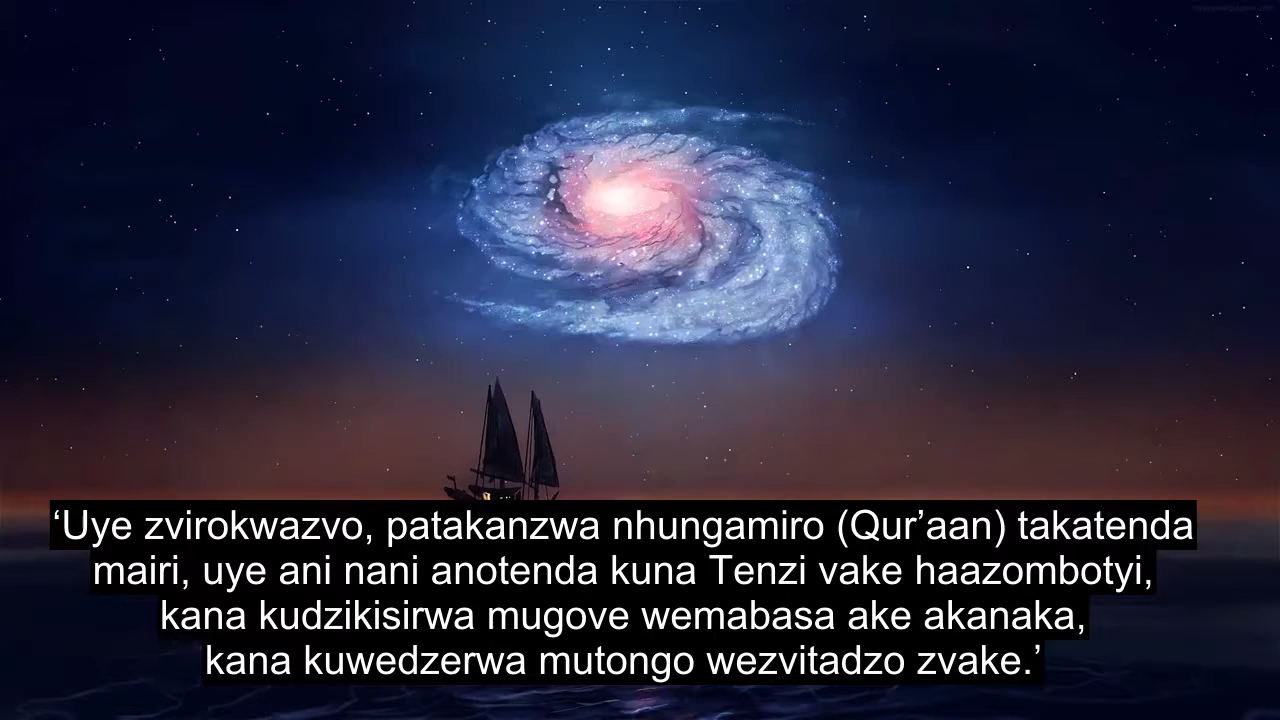 ‘Uye zvirokwazvo, patakanzwa nhungamiro (Qur’aan) takatenda
mairi, uye ani nani anotenda kuna Tenzi vake haazombotyi,
kana kudzikisirwa mugove wemabasa ake akanaka,
kana kuwedzerwa mutongo wezvitadzo zvake.’